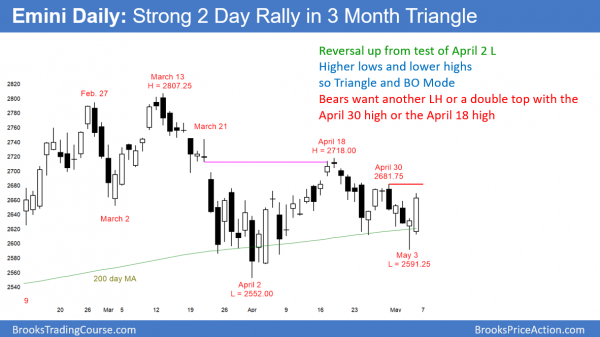 Emini Daily: Strong 2 Day Rally in 3 Month Triangle
Reversal up from test of April 2 L
Higher lows and lower highs
so Triangle and BO Mode
Bears want another LH or a double top with the
April 30 high or the April 18 high
March 13
H = 2807.25
Feb. 27
March 21
April 18
H = 2718.00
April 30
2681.75
March 2
May 3
L = 2591.25
April 2
L = 2552.00
200 day MA
2820
2800
2780
2760
2740
2720
2700
2680
2660
2640
2620
2600
2580
2560
2540
9
20
26
Mar
5
12
19
Apr
9
16
23
May
7
BrooksTradingCourse.com
BrooksPriceAction.com